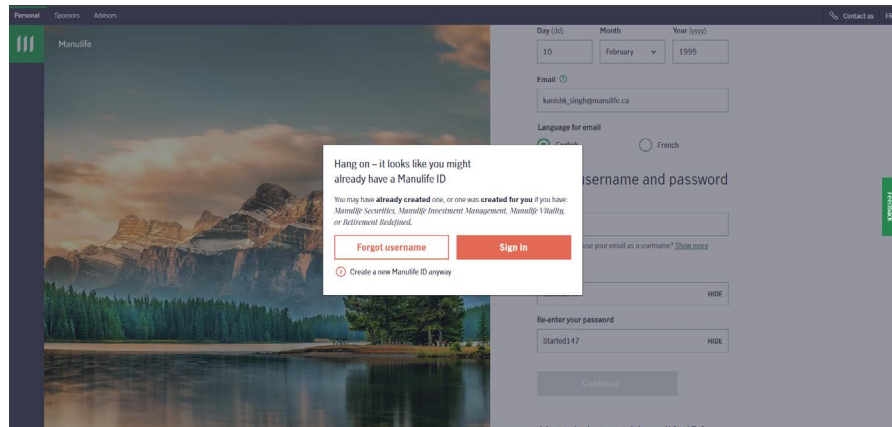 Personal Sponsors Advisors Contact us FR
Manulife
Day (dd) Month Year (yyyy)
10 February 1995
Email
kanishk_singh@manulife.ca
Language for email
English French
Hang on – it looks like you might
already have a Manulife ID
You may have already created one, or one was created for you if you have:
Manulife Securities, Manulife Investment Management, Manulife Vitality,
or Retirement Redefined.
Forgot username Sign in
Create a new Manulife ID anyway
username and password
use your email as a username? Show more
HIDE
Re-enter your password
Started147 HIDE
Continue
Feedback